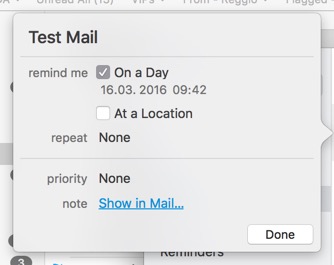 Unread All (15) VIPs From - Reggio Flagged
Test Mail
remind me On a Day
16.03.2016 09:42
At a Location
repeat None
priority None
note Show in Mail...
Done
Reminders
3